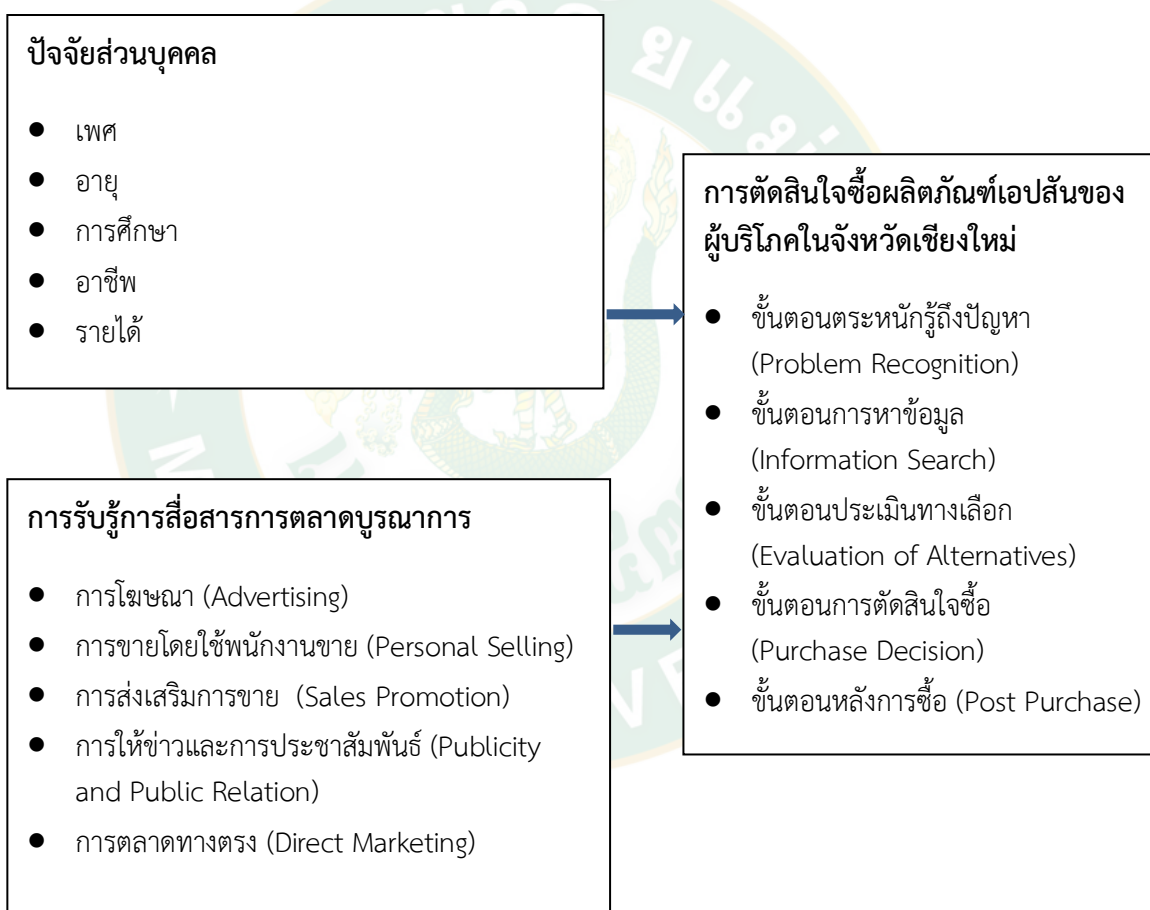 ปัจจัยส่วนบุคคล
● เพศ
● อายุ
● การศึกษา
● อาชีพ
● รายได้
การรับรู้การสื่อสารการตลาดบูรณาการ
● การโฆษณา (Advertising)
● การขายโดยใช้พนักงานขาย (Personal Selling)
● การส่งเสริมการขาย (Sales Promotion)
● การให้ข่าวและการประชาสัมพันธ์ (Publicity
and Public Relation)
● การตลาดทางตรง (Direct Marketing)
การตัดสินใจซื้อผลิตภัณฑ์เอปสันของ
ผู้บริโภคในจังหวัดเชียงใหม่
● ขั้นตอนตระหนักรู้ถึงปัญหา
(Problem Recognition)
● ขั้นตอนการหาข้อมูล
(Information Search)
● ขั้นตอนประเมินทางเลือก
(Evaluation of Alternatives)
● ขั้นตอนการตัดสินใจซื้อ
(Purchase Decision)
● ขั้นตอนหลังการซื้อ (Post Purchase)